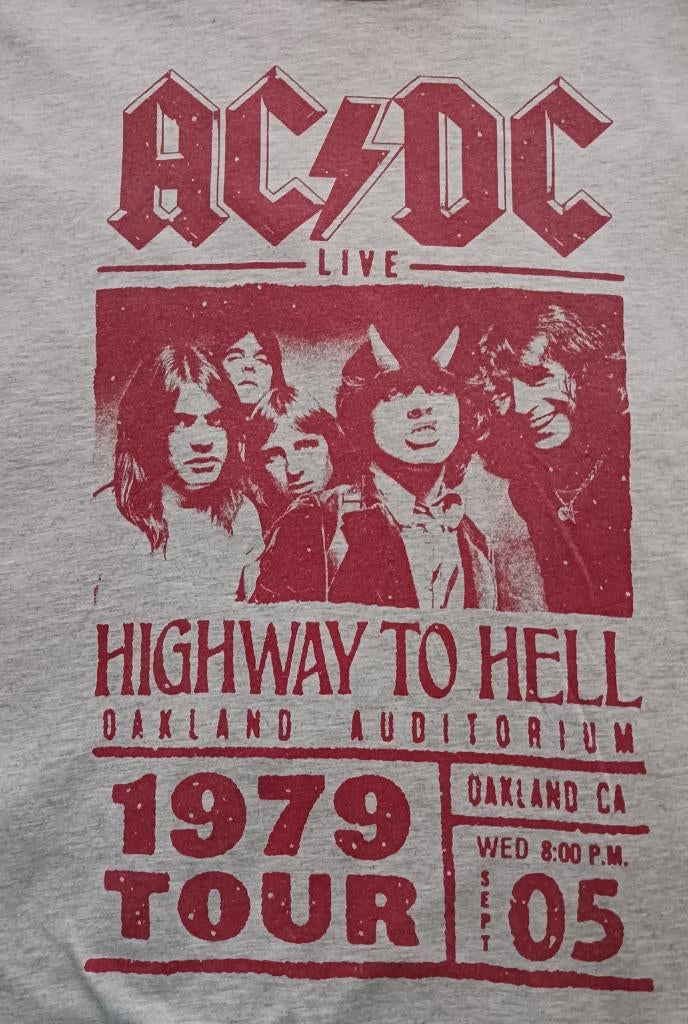 AC⚡DC
LIVE
HIGHWAY TO HELL
OAKLAND AUDITORIUM
1979
TOUR
OAKLAND CA
WED 8:00 P.M.
SEPT 05